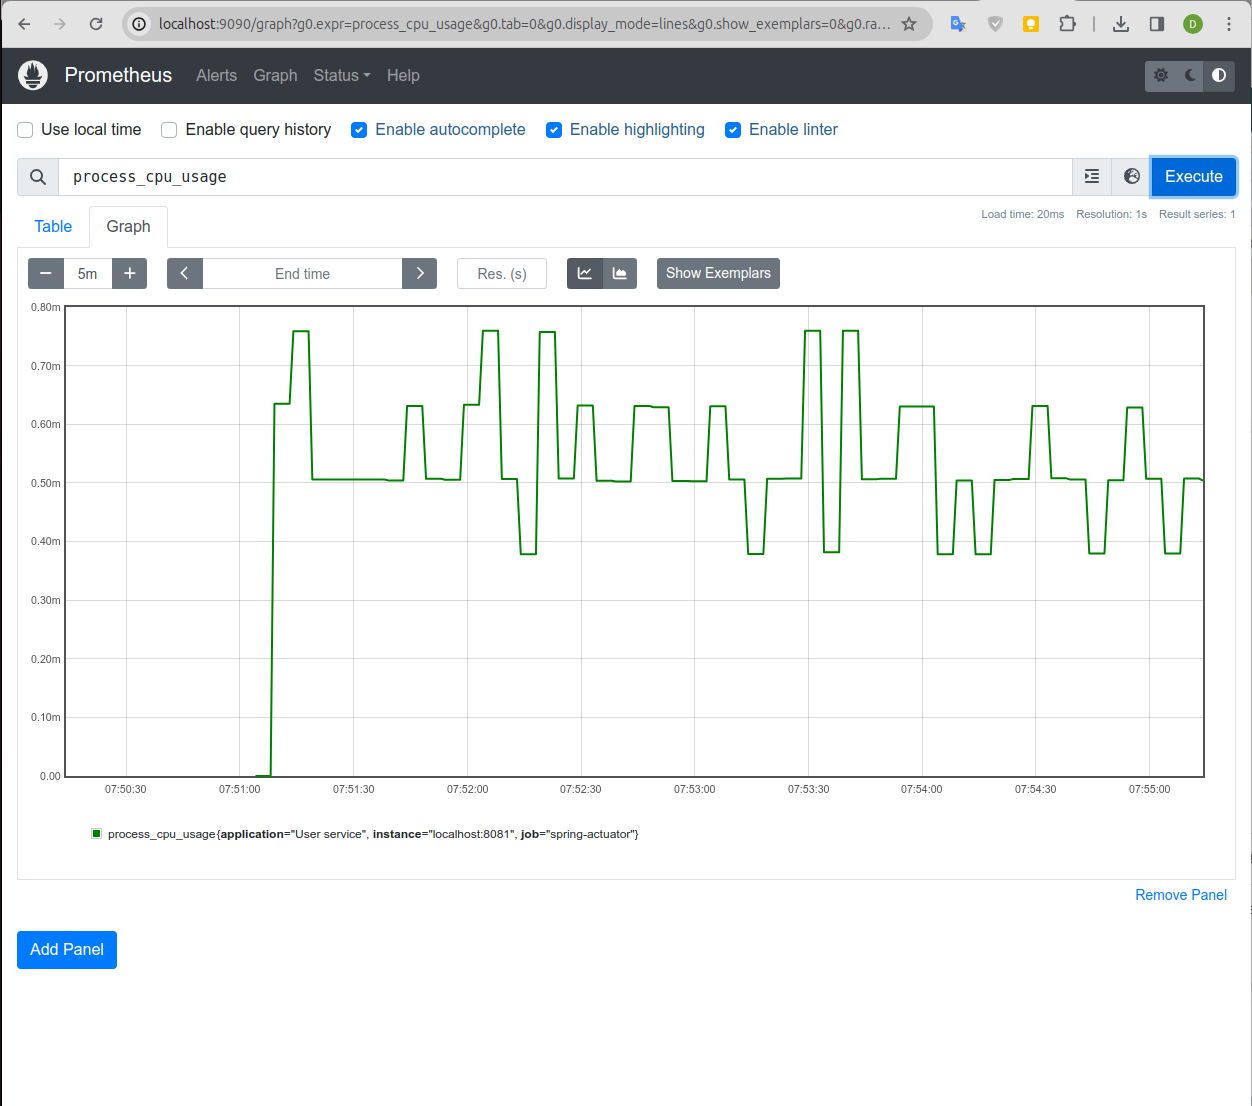 localhost:9090/graph?g0.expr=process_cpu_usage&g0.tab=0&g0.display_mode=lines&g0.show_exemplars=0&g0.ra...
D
Prometheus Alerts Graph Status Help
Use local time Enable query history Enable autocomplete Enable highlighting Enable linter
process_cpu_usage
Execute
Table Graph
Load time: 20ms Resolution: 1s Result series: 1
5m End time Res. (s) Show Exemplars
0.80m
0.70m
0.60m
0.50m
0.40m
0.30m
0.20m
0.10m
0.00
07:50:30 07:51:00 07:51:30 07:52:00 07:52:30 07:53:00 07:53:30 07:54:00 07:54:30 07:55:00
process_cpu_usage{application="User service", instance="localhost:8081", job="spring-actuator"}
Remove Panel
Add Panel